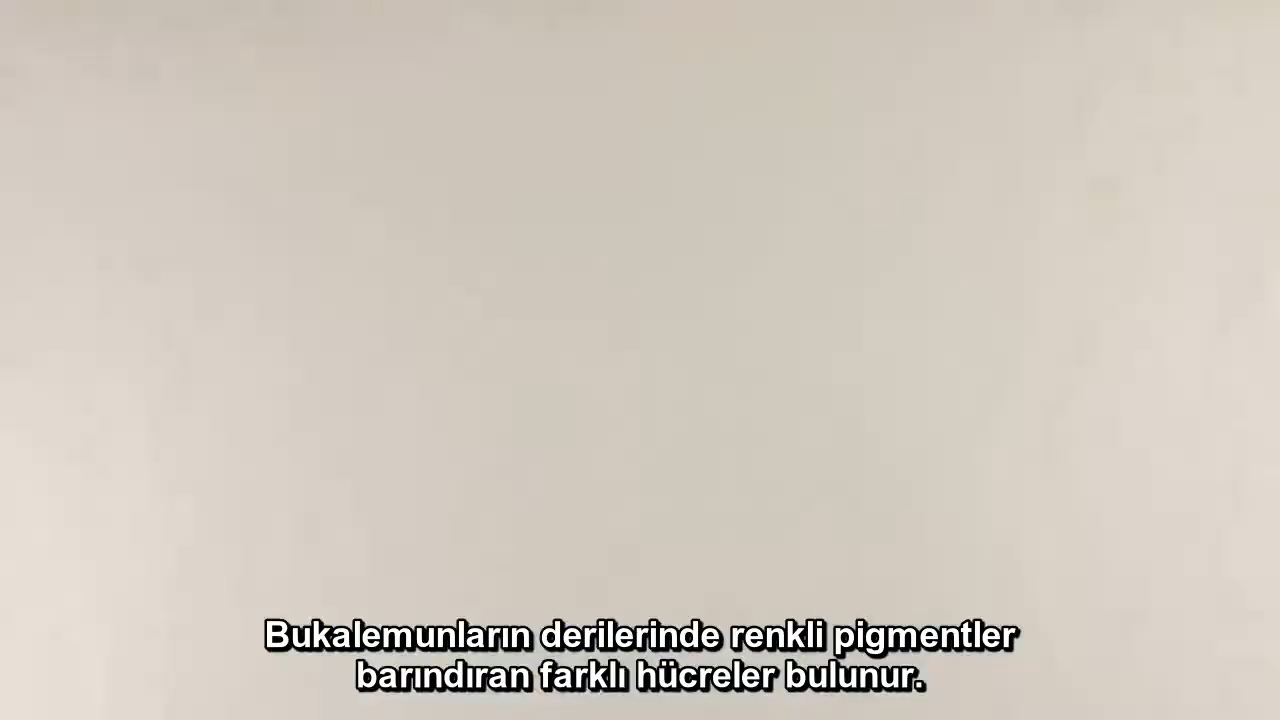 Bukalemunların derilerinde renkli pigmentler
barındıran farklı hücreler bulunur.